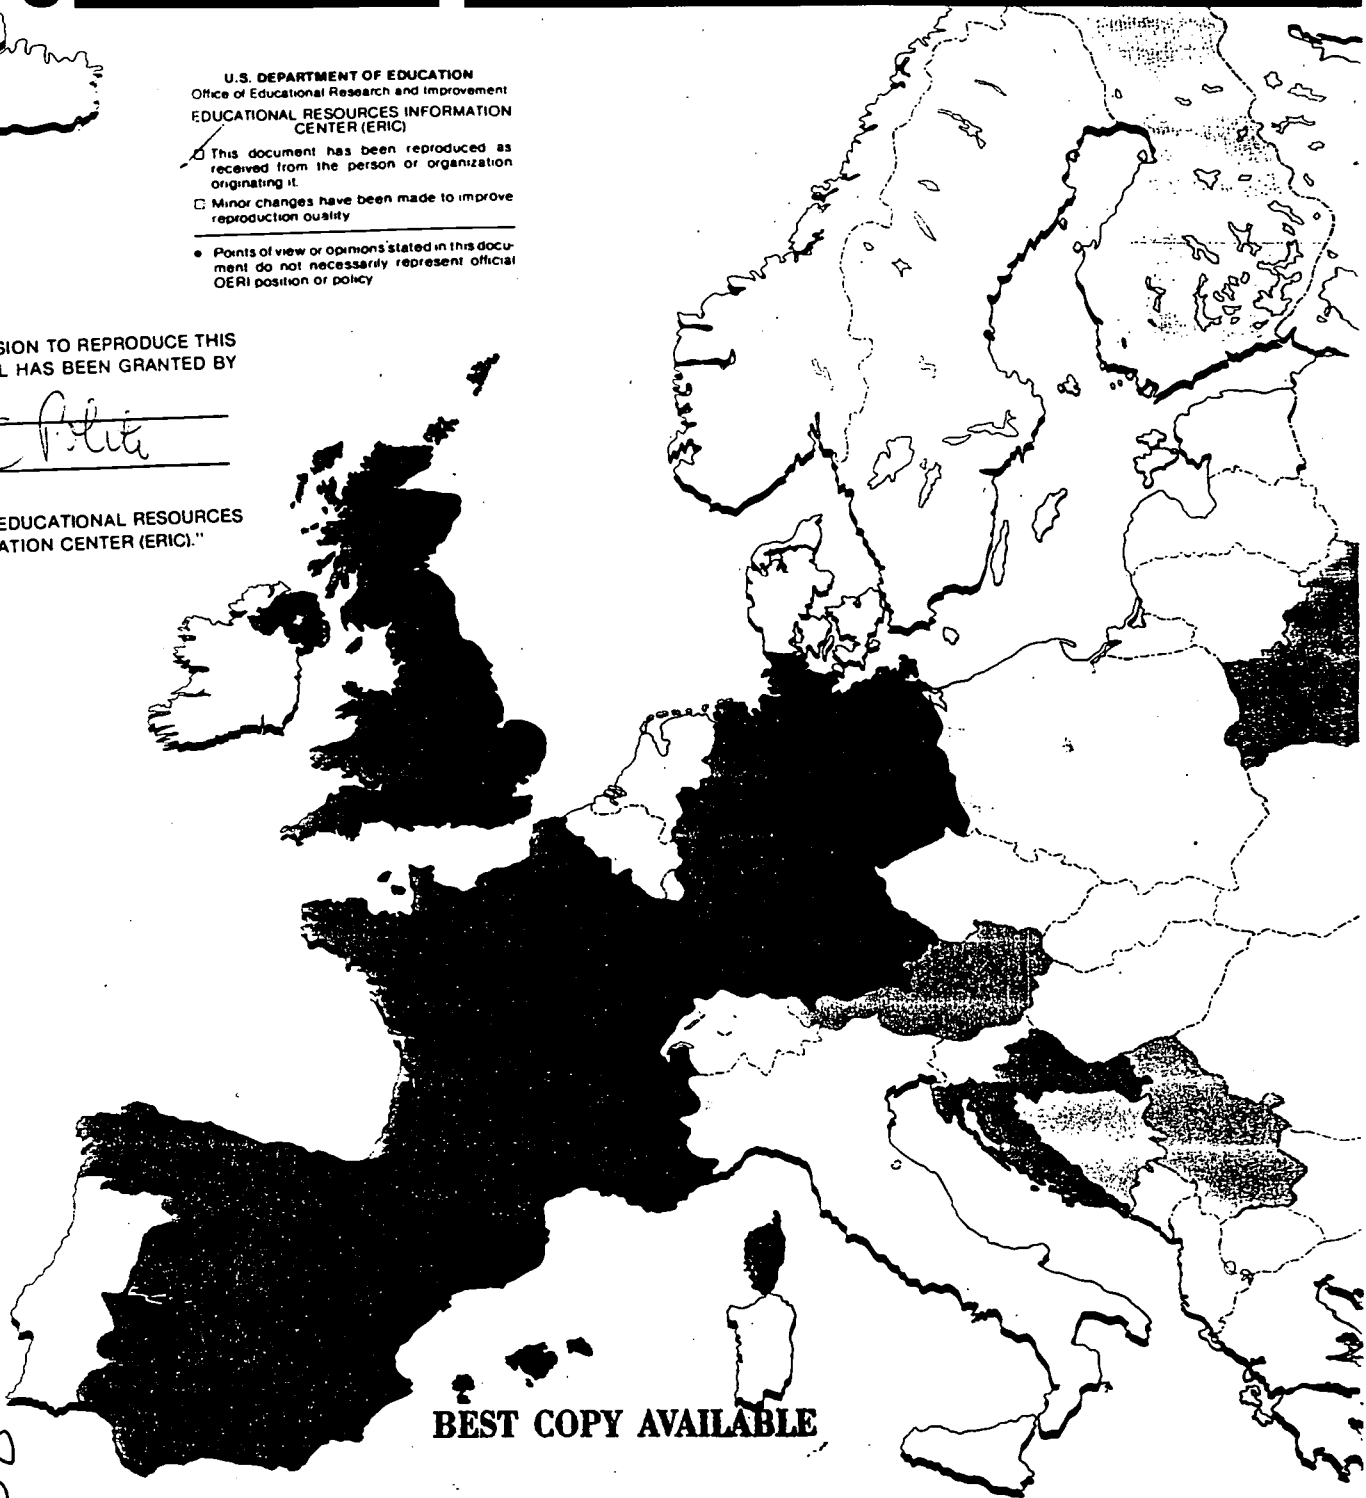 U.S. DEPARTMENT OF EDUCATION
Office of Educational Research and Improvement
EDUCATIONAL RESOURCES INFORMATION
CENTER (ERIC)
This document has been reproduced as
received from the person or organization
originating it.
Minor changes have been made to improve
reproduction quality
• Points of view or opinions stated in this docu-
ment do not necessarily represent official
OERI position or policy
SION TO REPRODUCE THIS
L HAS BEEN GRANTED BY
EDUCATIONAL RESOURCES
ATION CENTER (ERIC)."
BEST COPY AVAILABLE